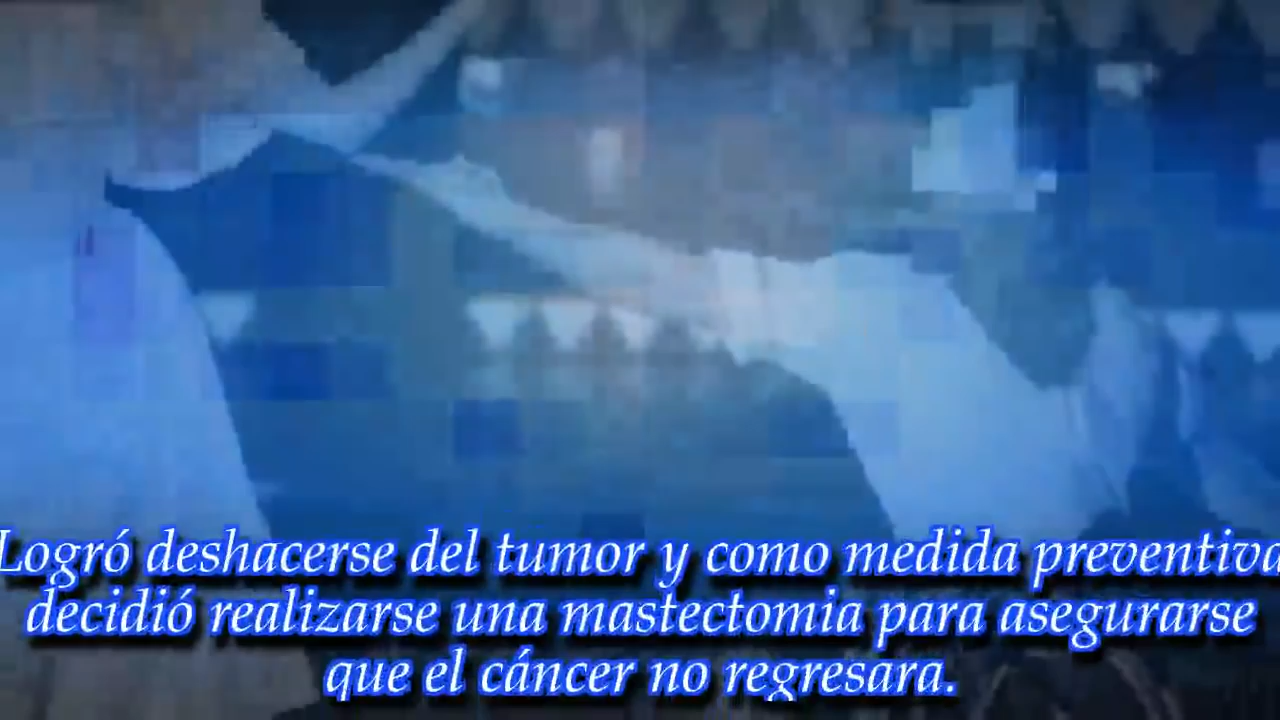 Logró deshacerse del tumor y como medida preventiva
decidió realizarse una mastectomia para asegurarse
que el cáncer no regresara.